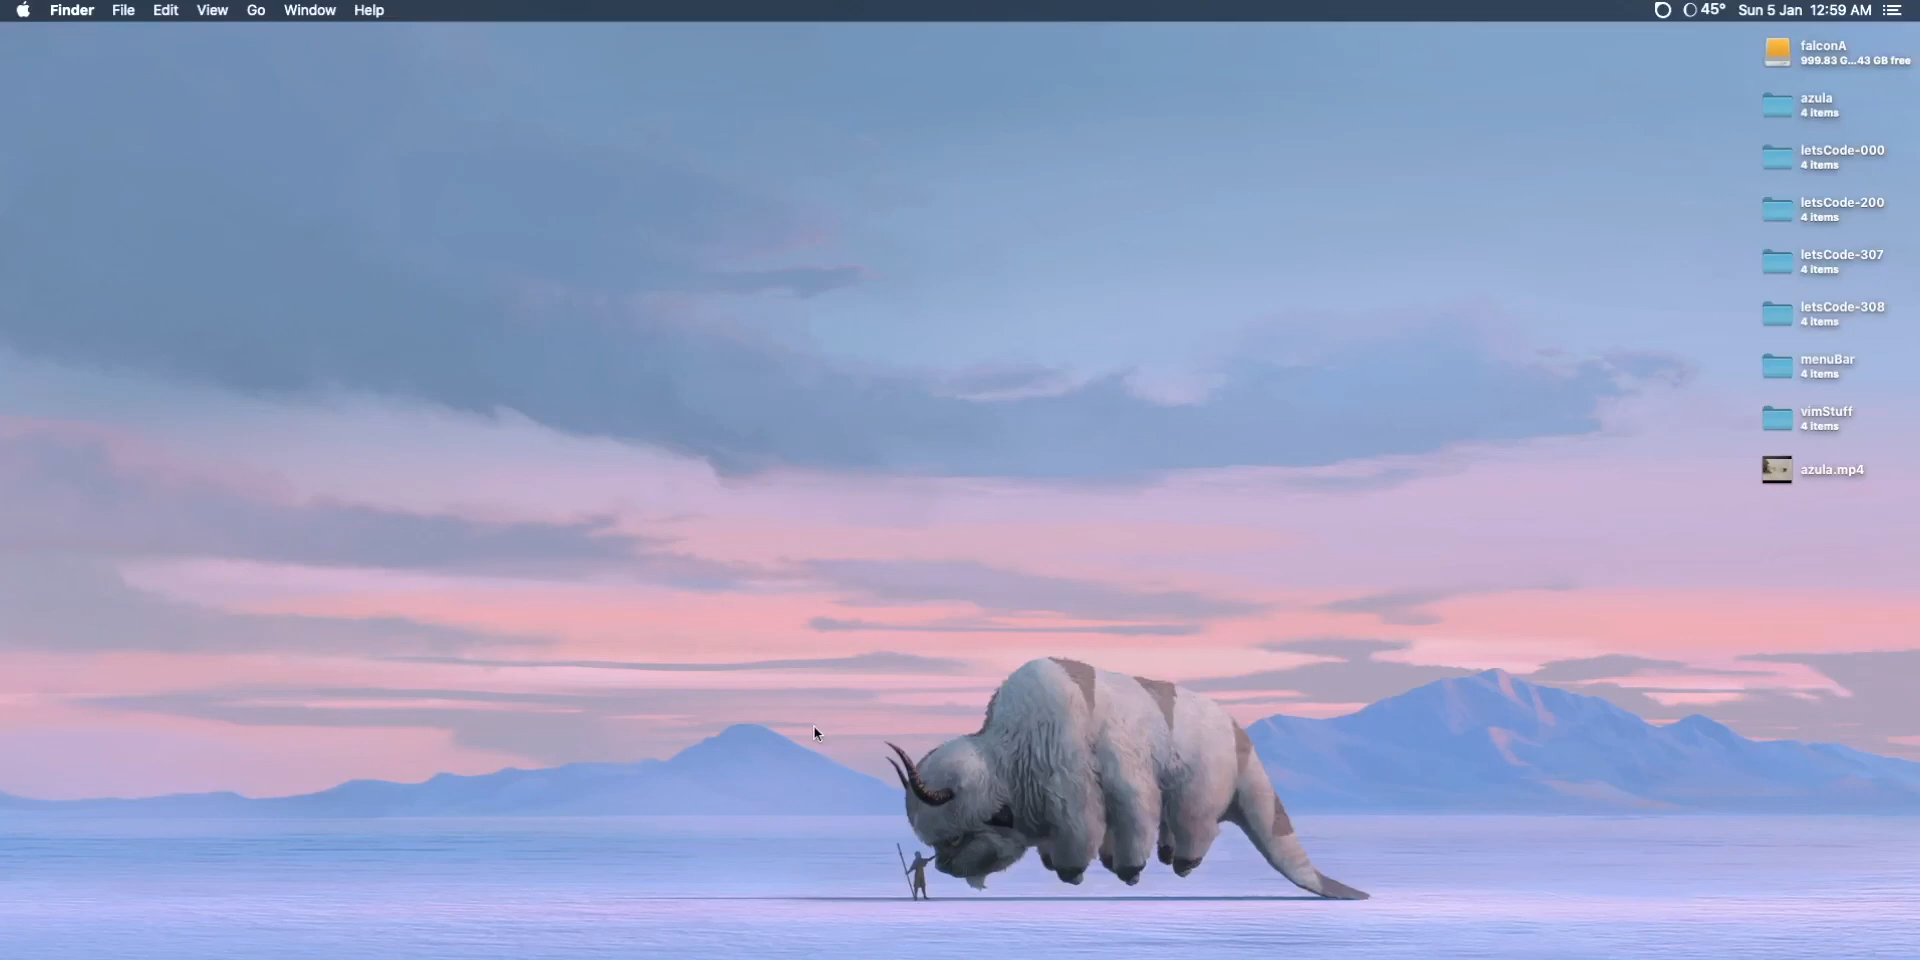 Finder File Edit View Go Window Help
45° Sun 5 Jan 12:59 AM
falconA
999.83 G...43 GB free
azula
4 items
letsCode-000
4 items
letsCode-200
4 items
letsCode-307
4 items
letsCode-308
4 items
menuBar
4 items
vimStuff
4 items
azula.mp4